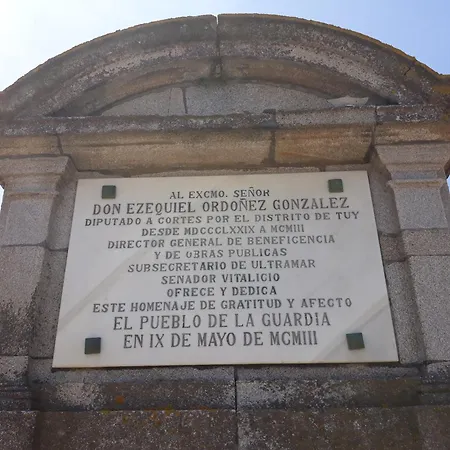 AL EXCMO. SEÑOR
DON EZEQUIEL ORDOÑEZ GONZALEZ
DIPUTADO A CORTES POR EL DISTRITO DE TUY
DESDE MDCCCLXXIX A MCMIII
DIRECTOR GENERAL DE BENEFICENCIA
Y DE OBRAS PUBLICAS
SUBSECRETARIO DE ULTRAMAR
SENADOR VITALICIO
OFRECE Y DEDICA
ESTE HOMENAJE DE GRATITUD Y AFECTO
EL PUEBLO DE LA GUARDIA
EN IX DE MAYO DE MCMIII